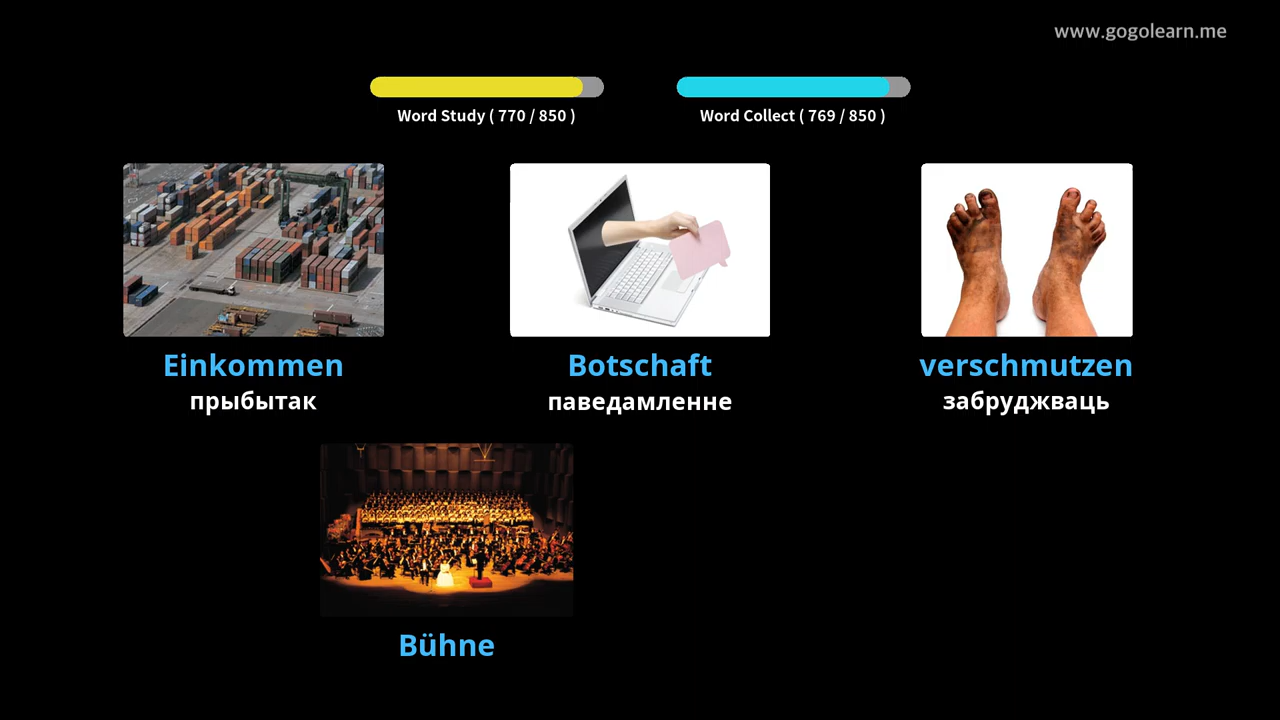 www.gogolearn.me
Word Study ( 770 / 850 )
Word Collect ( 769 / 850 )
Einkommen
прыбытак
Botschaft
паведамленне
verschmutzen
забруджваць
Bühne